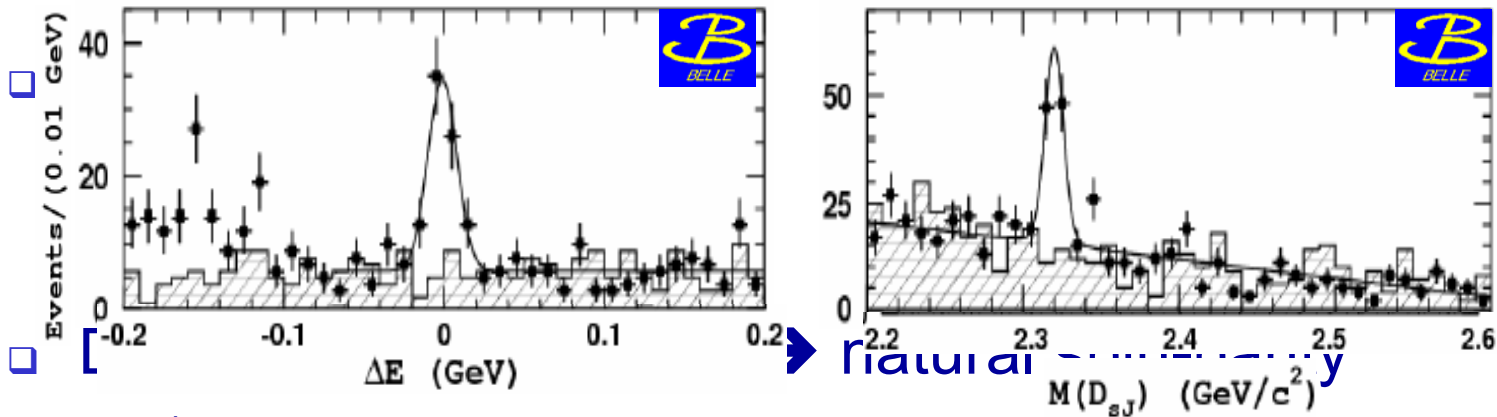 Events/(0.01 GeV)
40
20
0
-0.2
-0.1
0
0.1
0.2
ΔE (GeV)
BELLE
50
25
0
2.2
2.3
2.4
2.5
2.6
M(D_sJ) (GeV/c²)
BELLE
natural